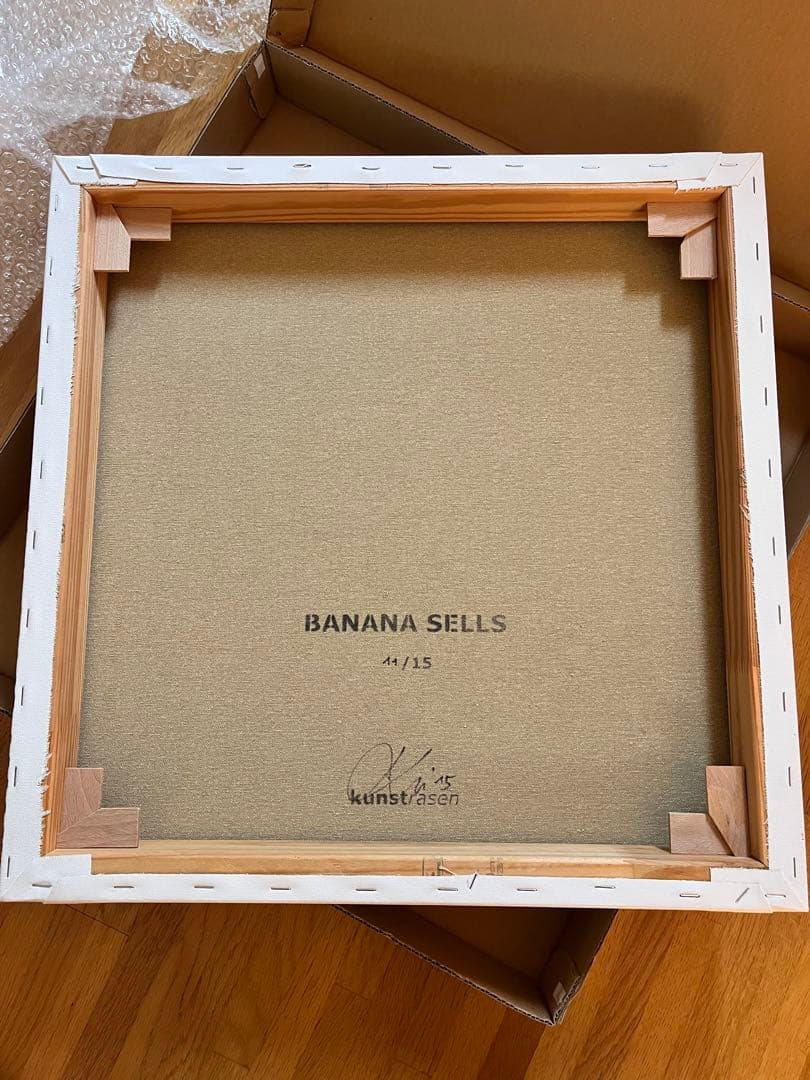 BANANA SELLS
11/15
15
kunstrasen